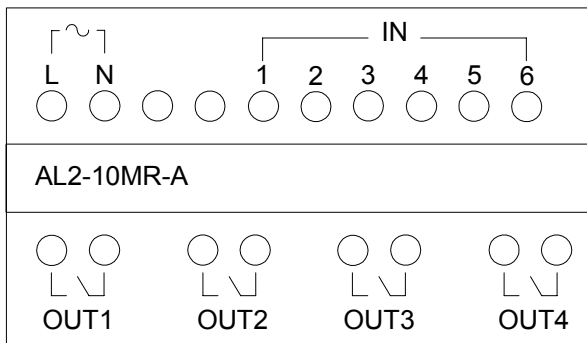 IN
L N 1 2 3 4 5 6
AL2-10MR-A
OUT1 OUT2 OUT3 OUT4